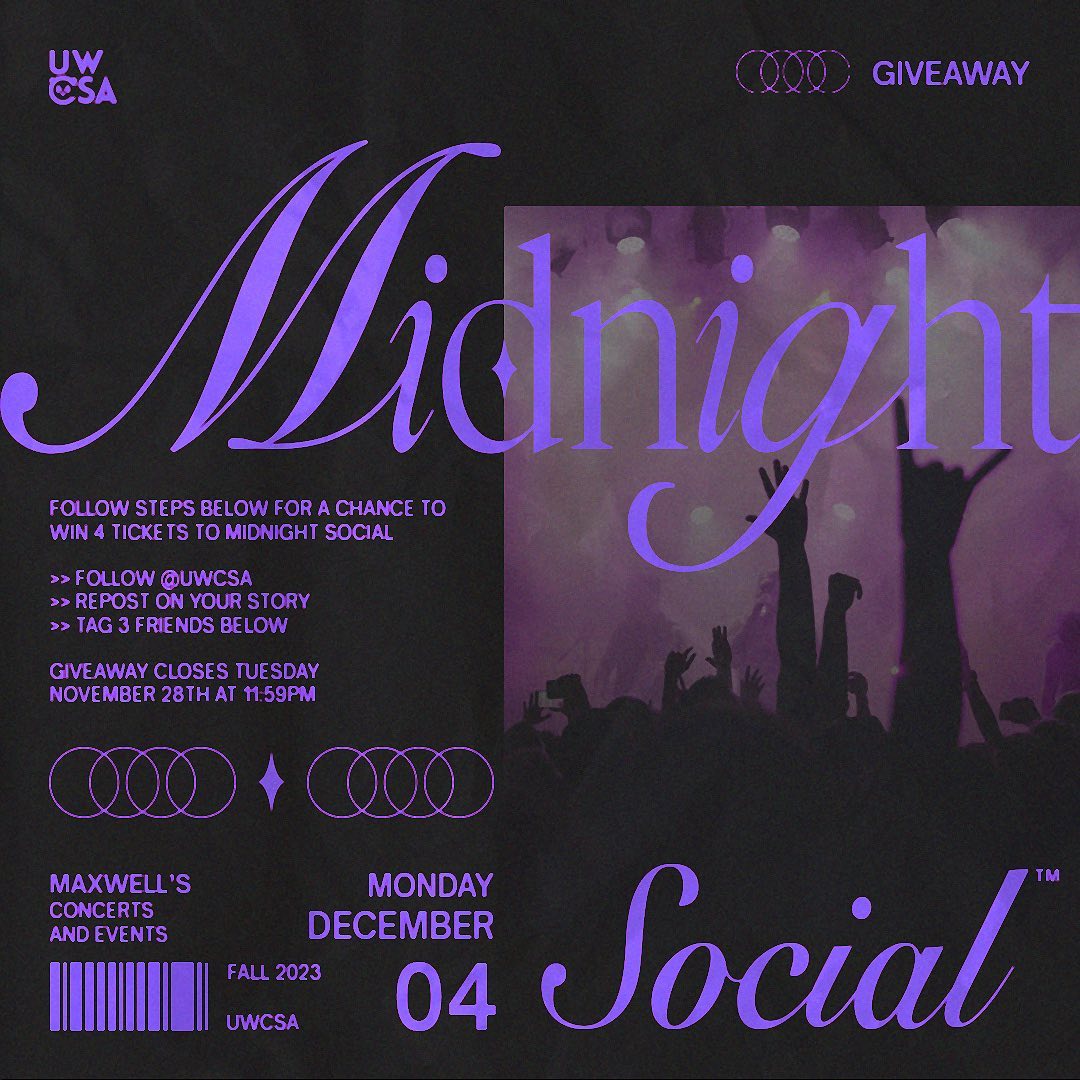 UW
CSA
GIVEAWAY
Midnight
FOLLOW STEPS BELOW FOR A CHANCE TO
WIN 4 TICKETS TO MIDNIGHT SOCIAL
>> FOLLOW @UWCSA
>> REPOST ON YOUR STORY
>> TAG 3 FRIENDS BELOW
GIVEAWAY CLOSES TUESDAY
NOVEMBER 28TH AT 11:59PM
MAXWELL'S
CONCERTS
AND EVENTS
FALL 2023
UWCSA
MONDAY
DECEMBER
04
Social™